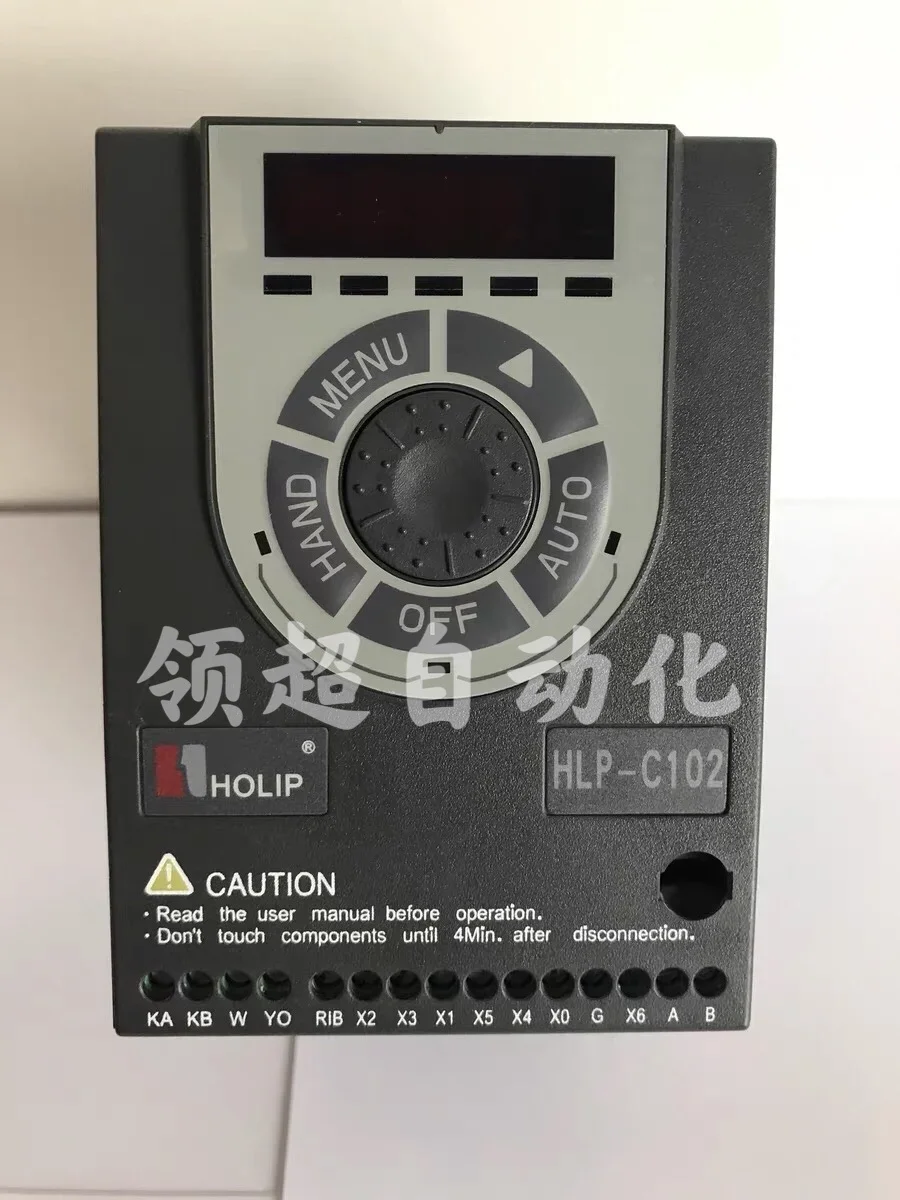 MENU
HAND
AUTO
OFF
领超自动化
HOLIP®
HLP-C102
CAUTION
· Read the user manual before operation.
· Don't touch components until 4Min. after disconnection.
KA KB W YO RIB X2 X3 X1 X5 X4 X0 G X6 A B